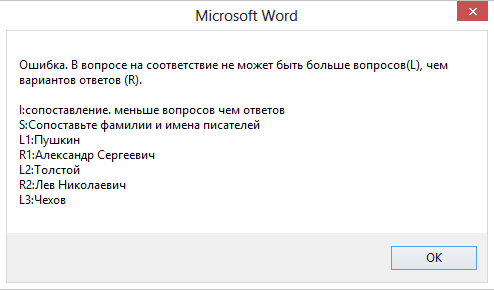 Microsoft Word
Ошибка. В вопросе на соответствие не может быть больше вопросов(L), чем
вариантов ответов (R).
I:сопоставление. меньше вопросов чем ответов
S:Сопоставьте фамилии и имена писателей
L1:Пушкин
R1:Александр Сергеевич
L2:Толстой
R2:Лев Николаевич
L3:Чехов
OK